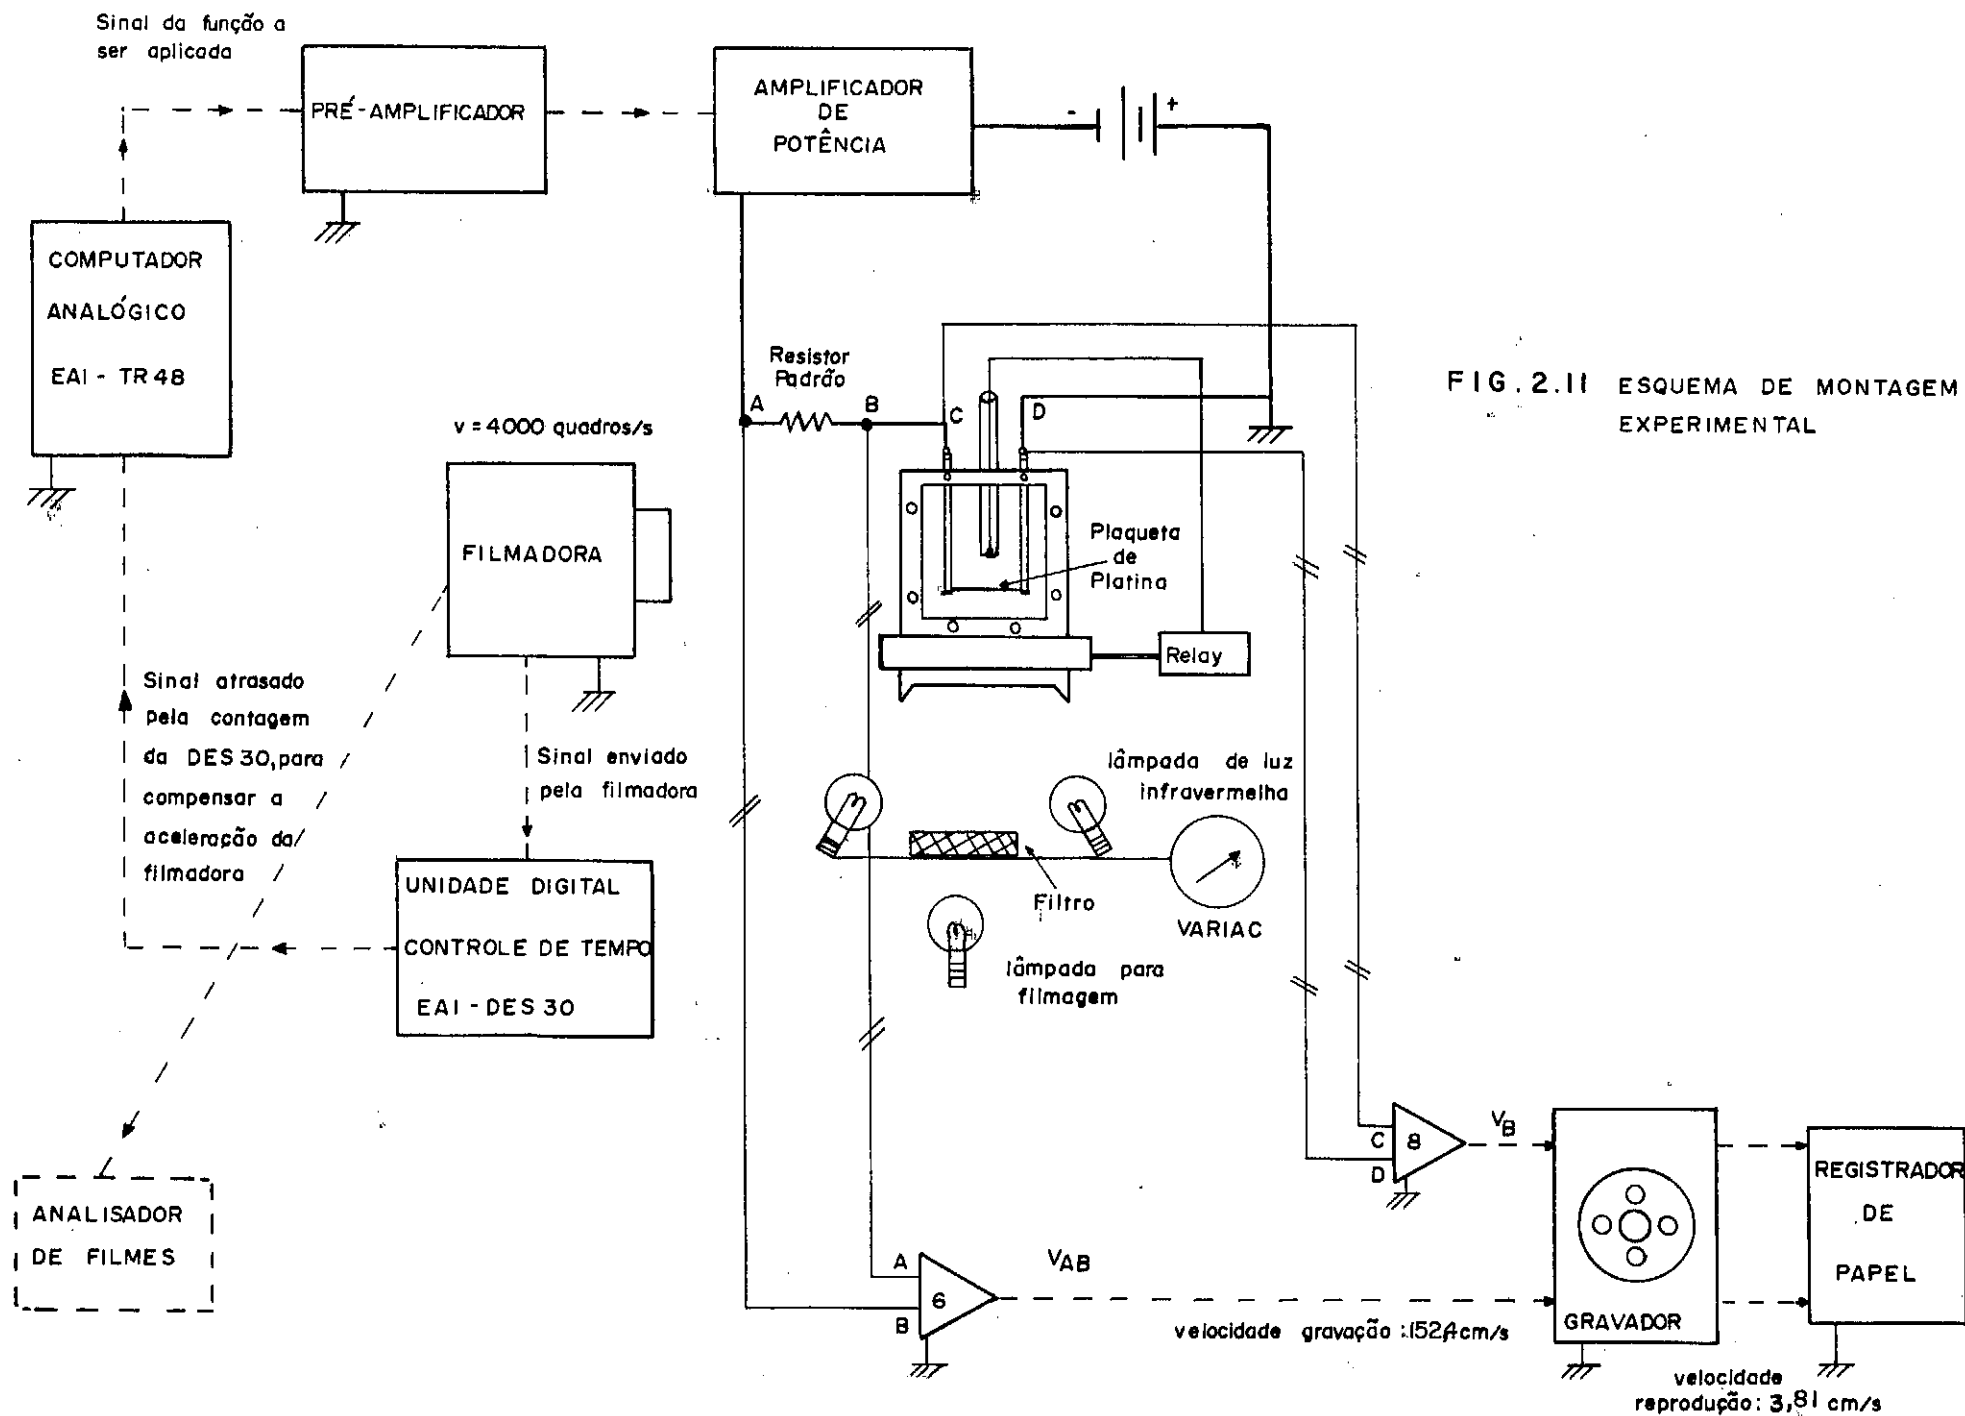 Sinal da função a
ser aplicada
PRÉ-AMPLIFICADOR
AMPLIFICADOR
DE
POTÊNCIA
- +
COMPUTADOR
ANALÓGICO
EAI - TR 48
Resistor
Padrão
A
B
C
D
FIG. 2.11 ESQUEMA DE MONTAGEM
EXPERIMENTAL
v = 4000 quadros/s
FILMADORA
Plaqueta
de
Platina
Relay
Sinal atrasado
pela contagem
da DES 30, para
compensar a
aceleração da
filmadora
Sinal enviado
pela filmadora
lâmpada de luz
infravermelha
Filtro
VARIAC
lâmpada para
filmagem
UNIDADE DIGITAL
CONTROLE DE TEMPO
EAI - DES 30
ANALISADOR
DE FILMES
C
D
8
VB
A
B
6
VAB
velocidade gravação : 152,4 cm/s
GRAVADOR
REGISTRADOR
DE
PAPEL
velocidade
reprodução: 3,81 cm/s